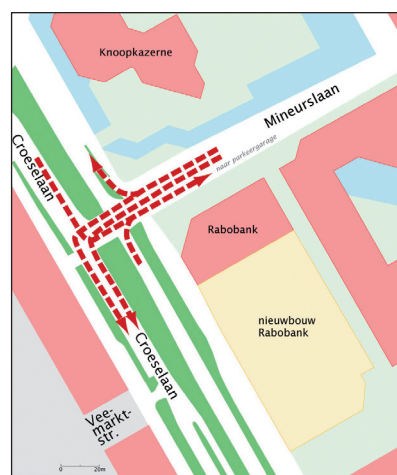 Knoopkazerne
Mineurslaan
naar parkeergarage
Croeselaan
Rabobank
nieuwbouw
Rabobank
Croeselaan
Vee-
markt-
str.
0 20m